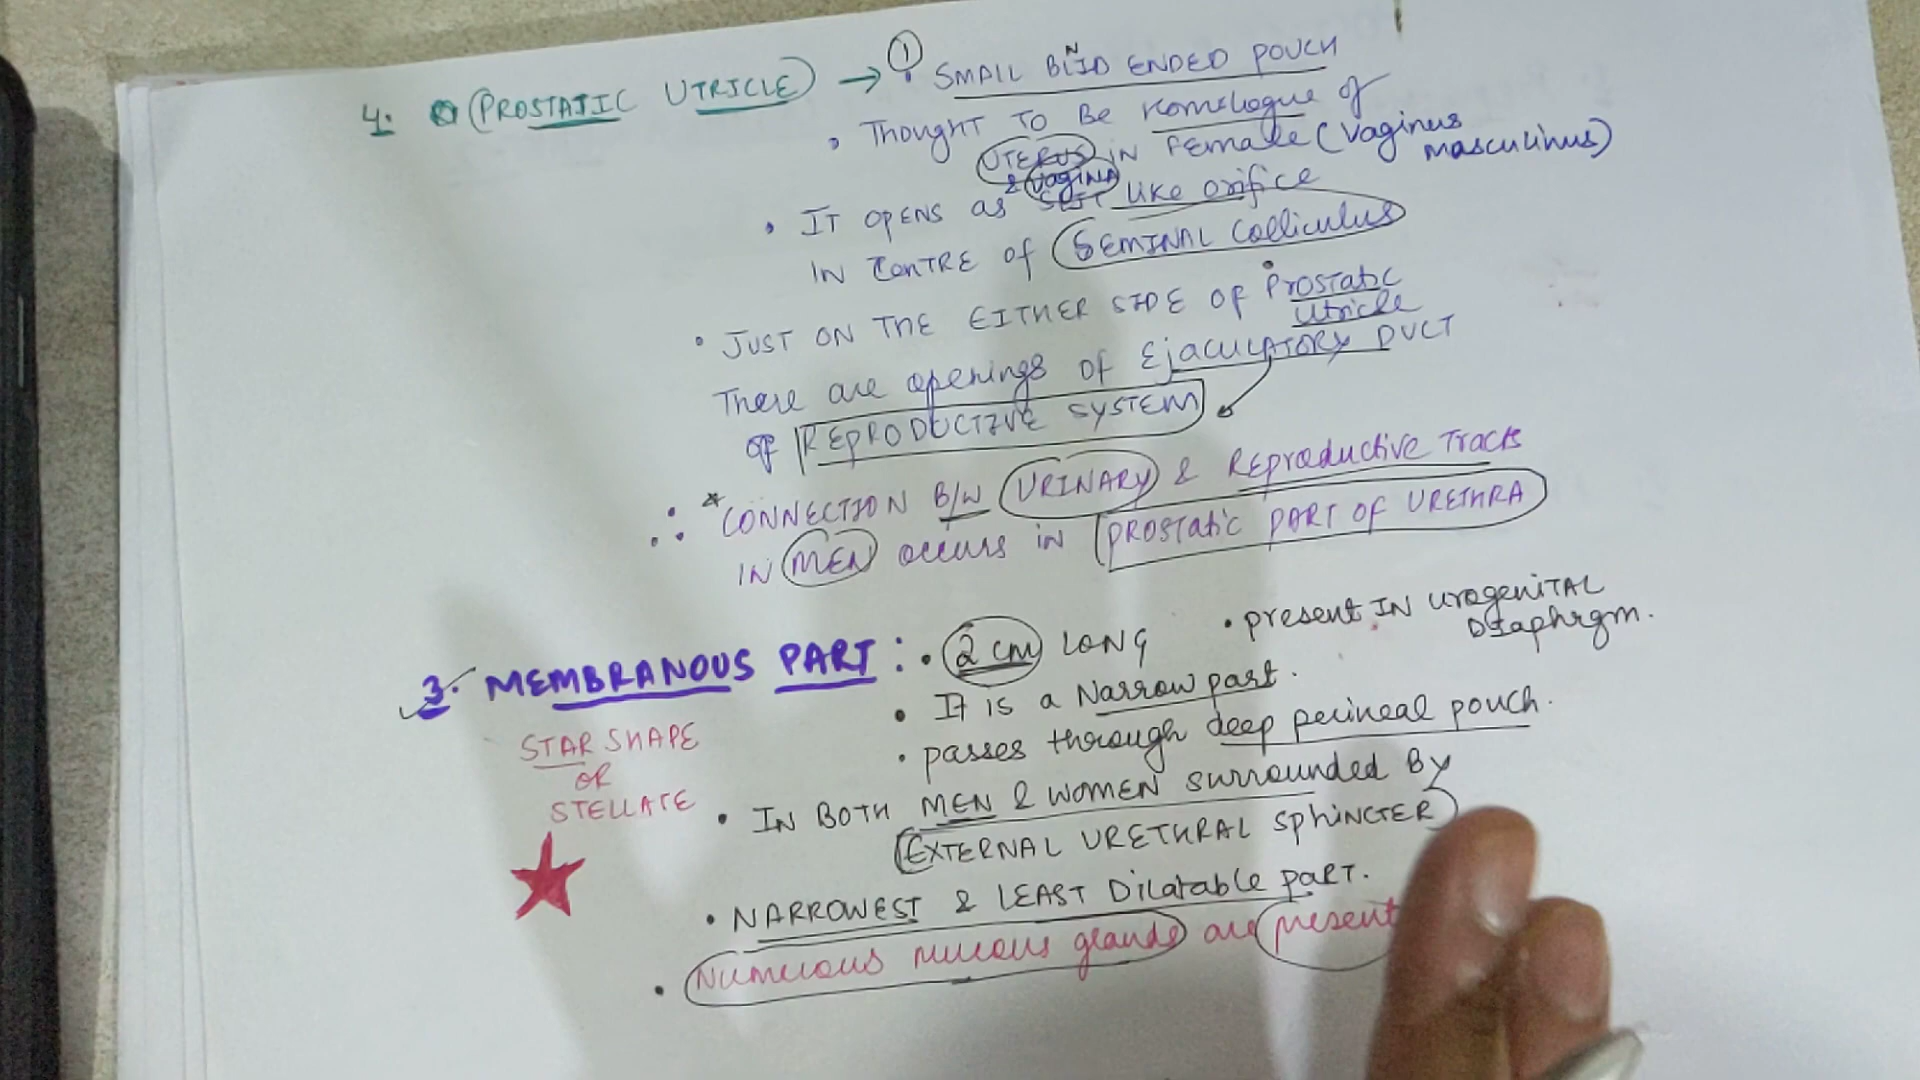 4. (PROSTATIC UTRICLE) → ① SMALL BLIND ENDED POUCH
• THOUGHT TO BE Homologue of
UTERUS IN FEMALE (Vaginus masculinus)
& vagina
• IT OPENS as SLIT like orifice
IN CENTRE of SEMINAL Colliculus
• JUST ON THE EITHER SIDE OF Prostatic Utricle
There are openings of EjaculATORY DUCT
of REPRODUCTIVE SYSTEM
∴ * CONNECTION B/W URINARY & Reproductive Tracts
IN MEN occurs in PROSTATIC PART OF URETHRA
3. MEMBRANOUS PART : • 2 cm LONG
• present IN UrogeniTAL Diaphrgm.
• It is a Narrow part.
• passes through deep perineal pouch.
STAR SHAPE
OR
STELLATE
• IN BOTH MEN & WOMEN surrounded By
EXTERNAL URETHRAL SPhINCTER
• NARROWEST & LEAST Dilatable part.
• Numerous mucous glands are present